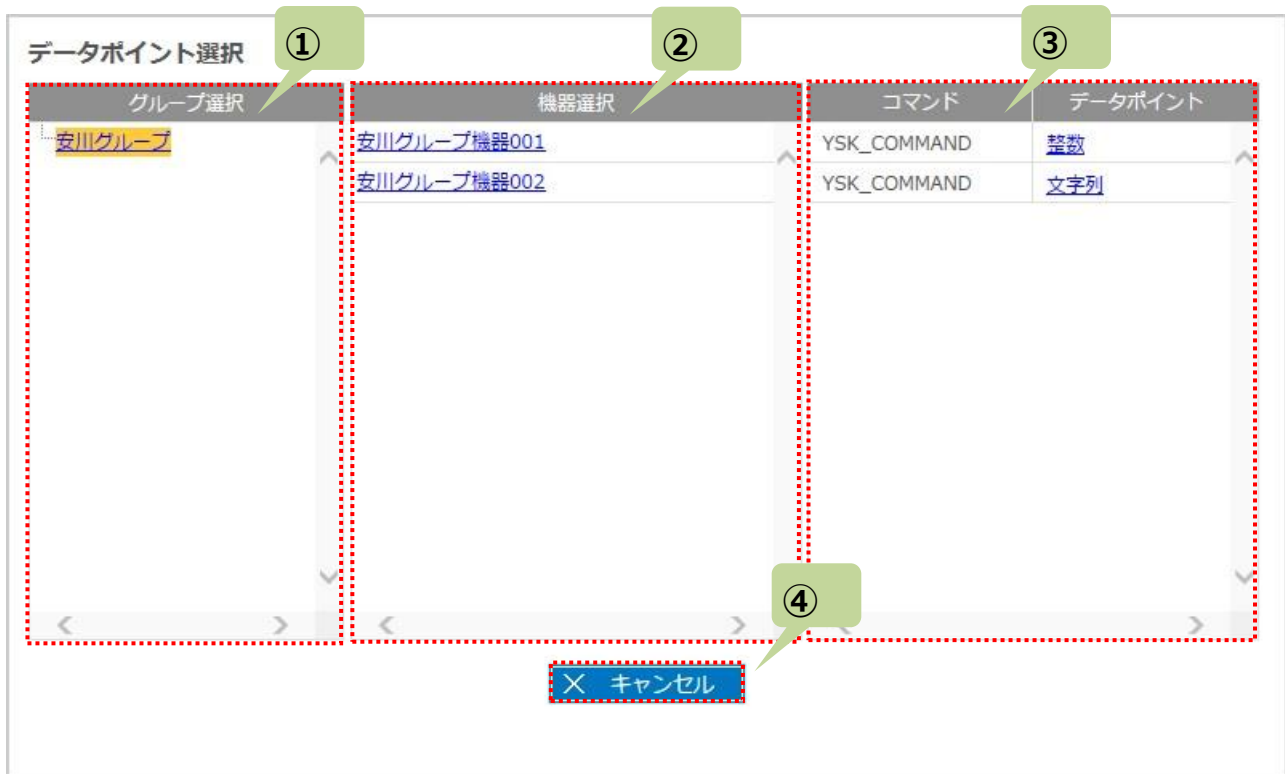 データポイント選択 ① ② ③
グループ選択 機器選択 コマンド データポイント
安川グループ 安川グループ機器001 YSK_COMMAND 整数
安川グループ機器002 YSK_COMMAND 文字列
④
× キャンセル